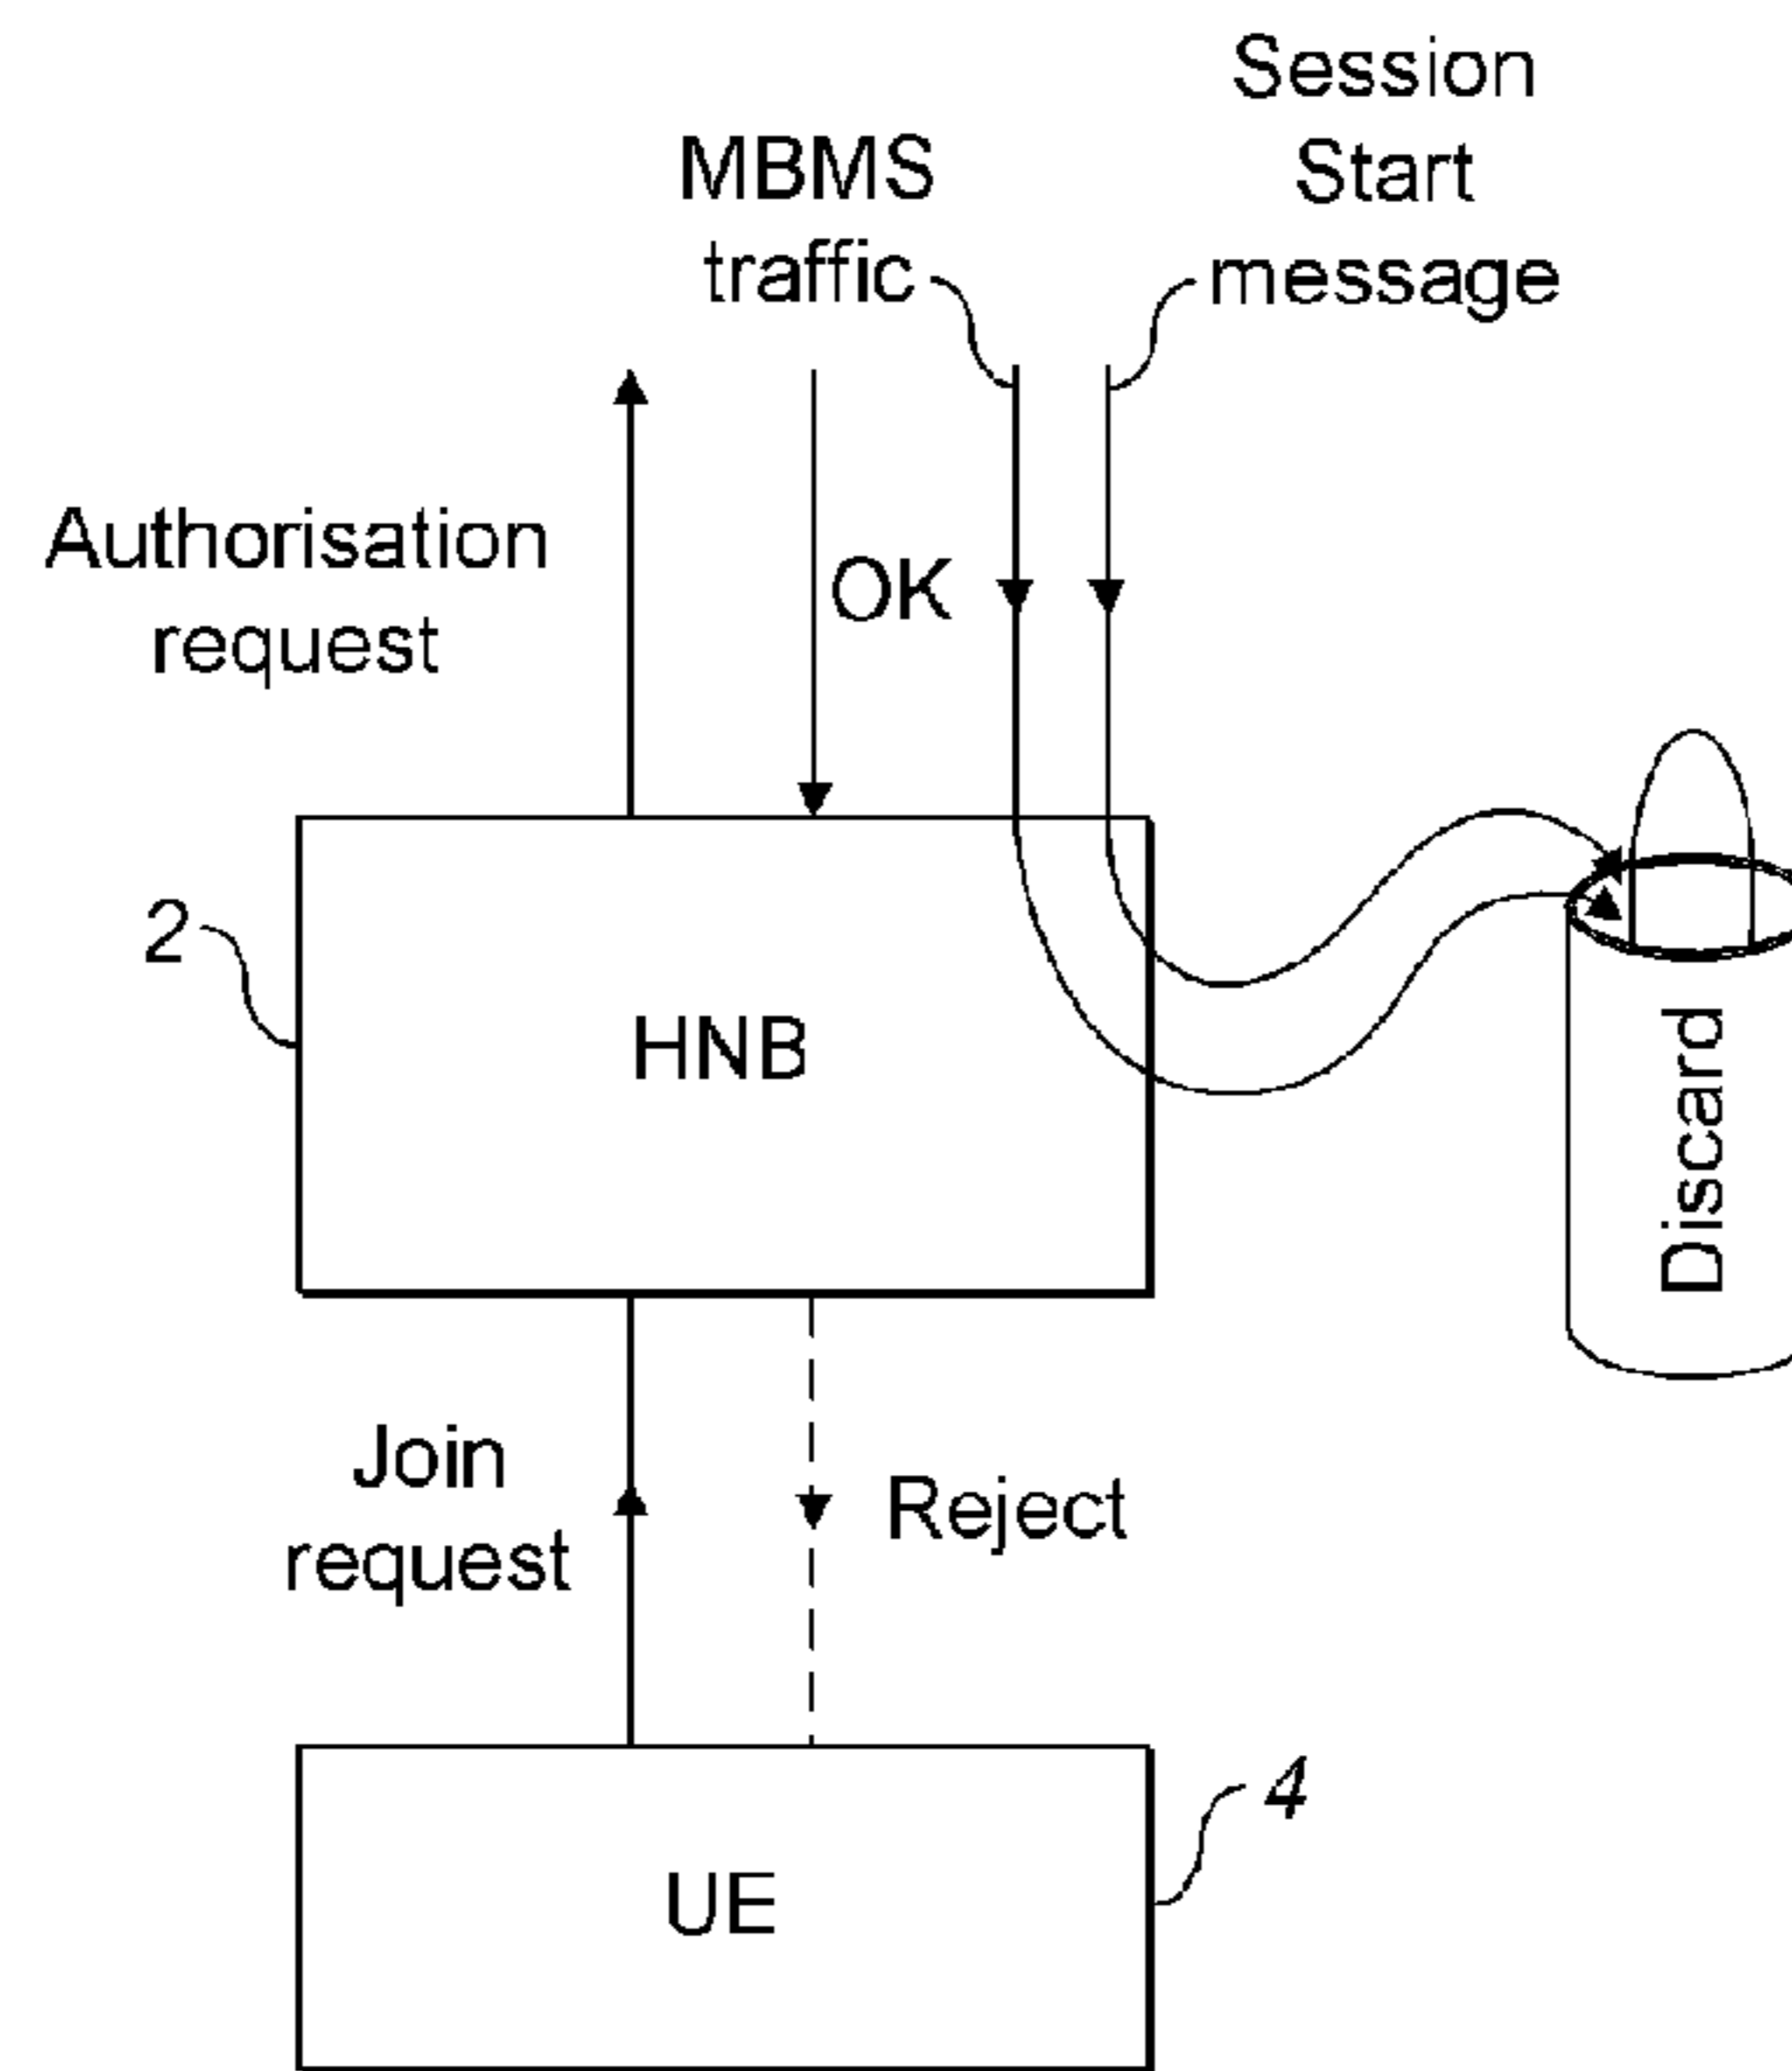 Session
Start
message
MBMS
traffic
Authorisation
request
OK
2
HNB
Discard
Join
request
Reject
4
UE